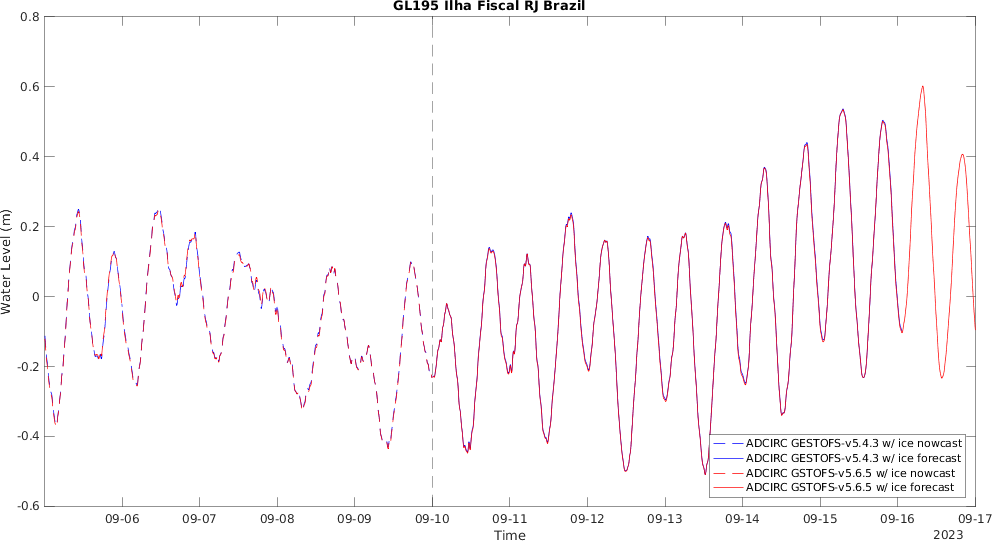 GL195 Ilha Fiscal RJ Brazil
0.8
0.6
0.4
0.2
0
-0.2
-0.4
-0.6
Water Level (m)
ADCIRC GESTOFS-v5.4.3 w/ ice nowcast
ADCIRC GESTOFS-v5.4.3 w/ ice forecast
ADCIRC GSTOFS-v5.6.5 w/ ice nowcast
ADCIRC GSTOFS-v5.6.5 w/ ice forecast
09-06 09-07 09-08 09-09 09-10 09-11 09-12 09-13 09-14 09-15 09-16 09-17
Time
2023